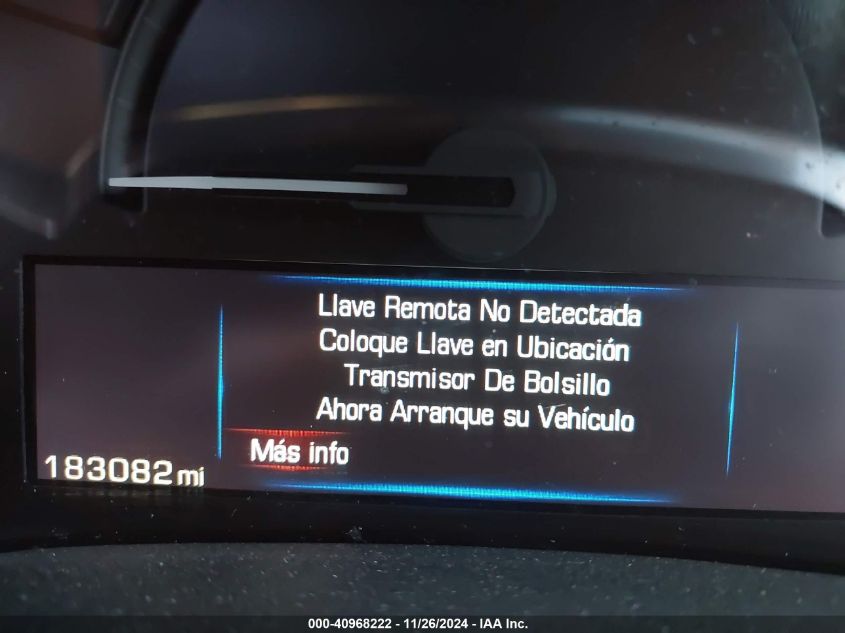 Llave Remota No Detectada
Coloque Llave en Ubicación
Transmisor De Bolsillo
Ahora Arranque su Vehículo
Más info
183082 mi
000-40968222 - 11/26/2024 - IAA Inc.